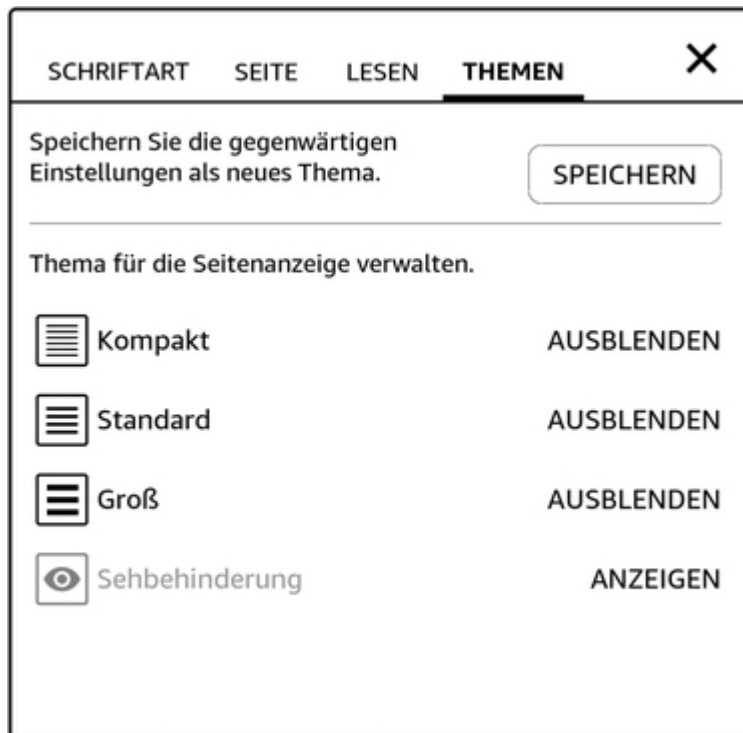 SCHRIFTART SEITE LESEN THEMEN
Speichern Sie die gegenwärtigen
Einstellungen als neues Thema.
SPEICHERN
Thema für die Seitenanzeige verwalten.
Kompakt AUSBLENDEN
Standard AUSBLENDEN
Groß AUSBLENDEN
Sehbehinderung ANZEIGEN